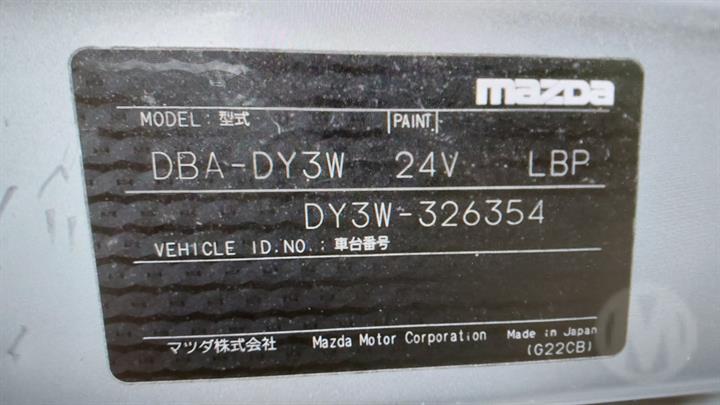 mazda
MODEL : 型式 |PAINT|
DBA-DY3W 24V LBP
DY3W-326354
VEHICLE ID.NO. : 車台番号
マツダ株式会社 Mazda Motor Corporation Made in Japan
(G22CB)
M